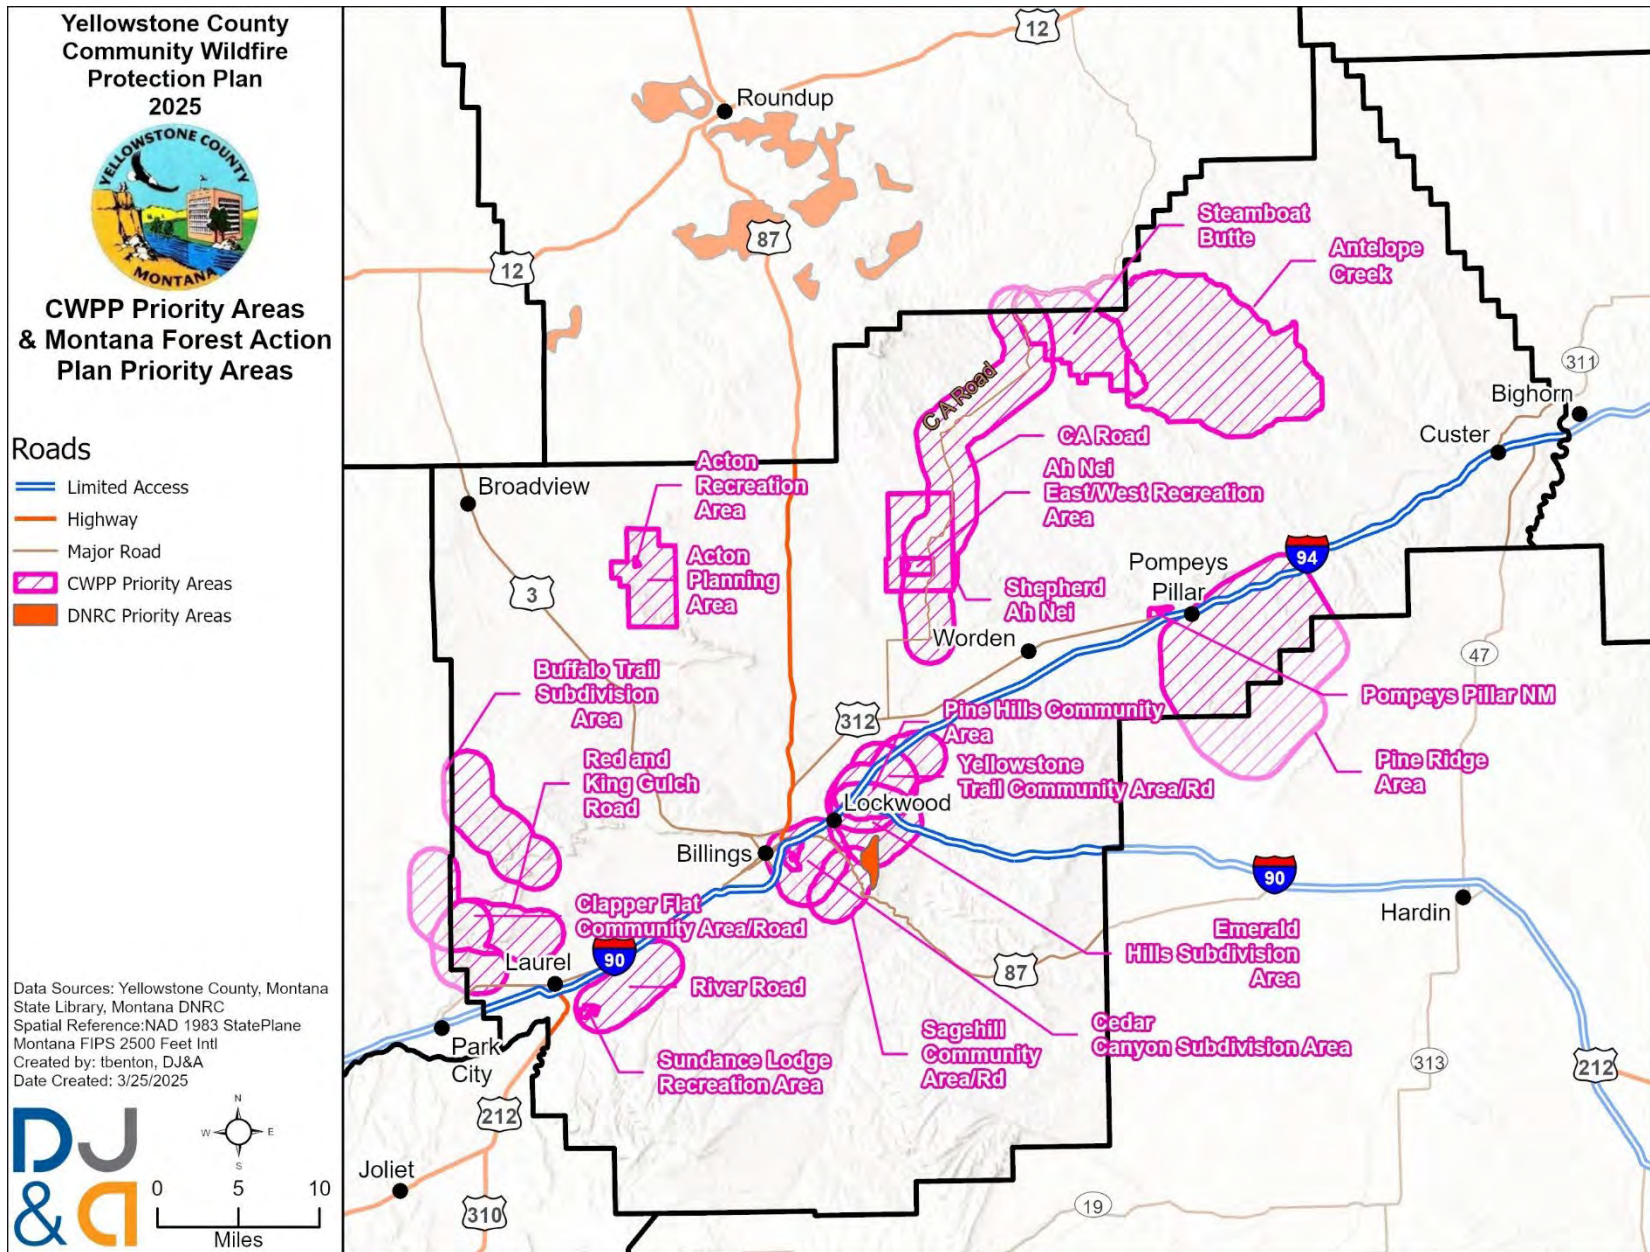 Yellowstone County
Community Wildfire
Protection Plan
2025
YELLOWSTONE COUNTY
MONTANA
CWPP Priority Areas
& Montana Forest Action
Plan Priority Areas
Roads
Limited Access
Highway
Major Road
CWPP Priority Areas
DNRC Priority Areas
Data Sources: Yellowstone County, Montana
State Library, Montana DNRC
Spatial Reference:NAD 1983 StatePlane
Montana FIPS 2500 Feet Intl
Created by: tbenton, DJ&A
Date Created: 3/25/2025
DJ
&A
N
W E
S
0 5 10
Miles
12
Roundup
87
12
Steamboat
Butte
Antelope
Creek
311
Bighorn
Custer
C A Road
CA Road
Ah Nei
East/West Recreation
Area
Acton
Recreation
Area
Broadview
Acton
Planning
Area
3
94
Pompeys
Pillar
Shepherd
Ah Nei
Worden
47
Buffalo Trail
Subdivision
Area
312
Pine Hills Community
Area
Pompeys Pillar NM
Red and
King Gulch
Road
Yellowstone
Trail Community Area/Rd
Pine Ridge
Area
Lockwood
Billings
90
Hardin
Clapper Flat
Community Area/Road
Emerald
Hills Subdivision
Area
90
Laurel
87
River Road
Park
City
Sundance Lodge
Recreation Area
Sagehill
Community
Area/Rd
Cedar
Canyon Subdivision Area
313
212
212
Joliet
310
19